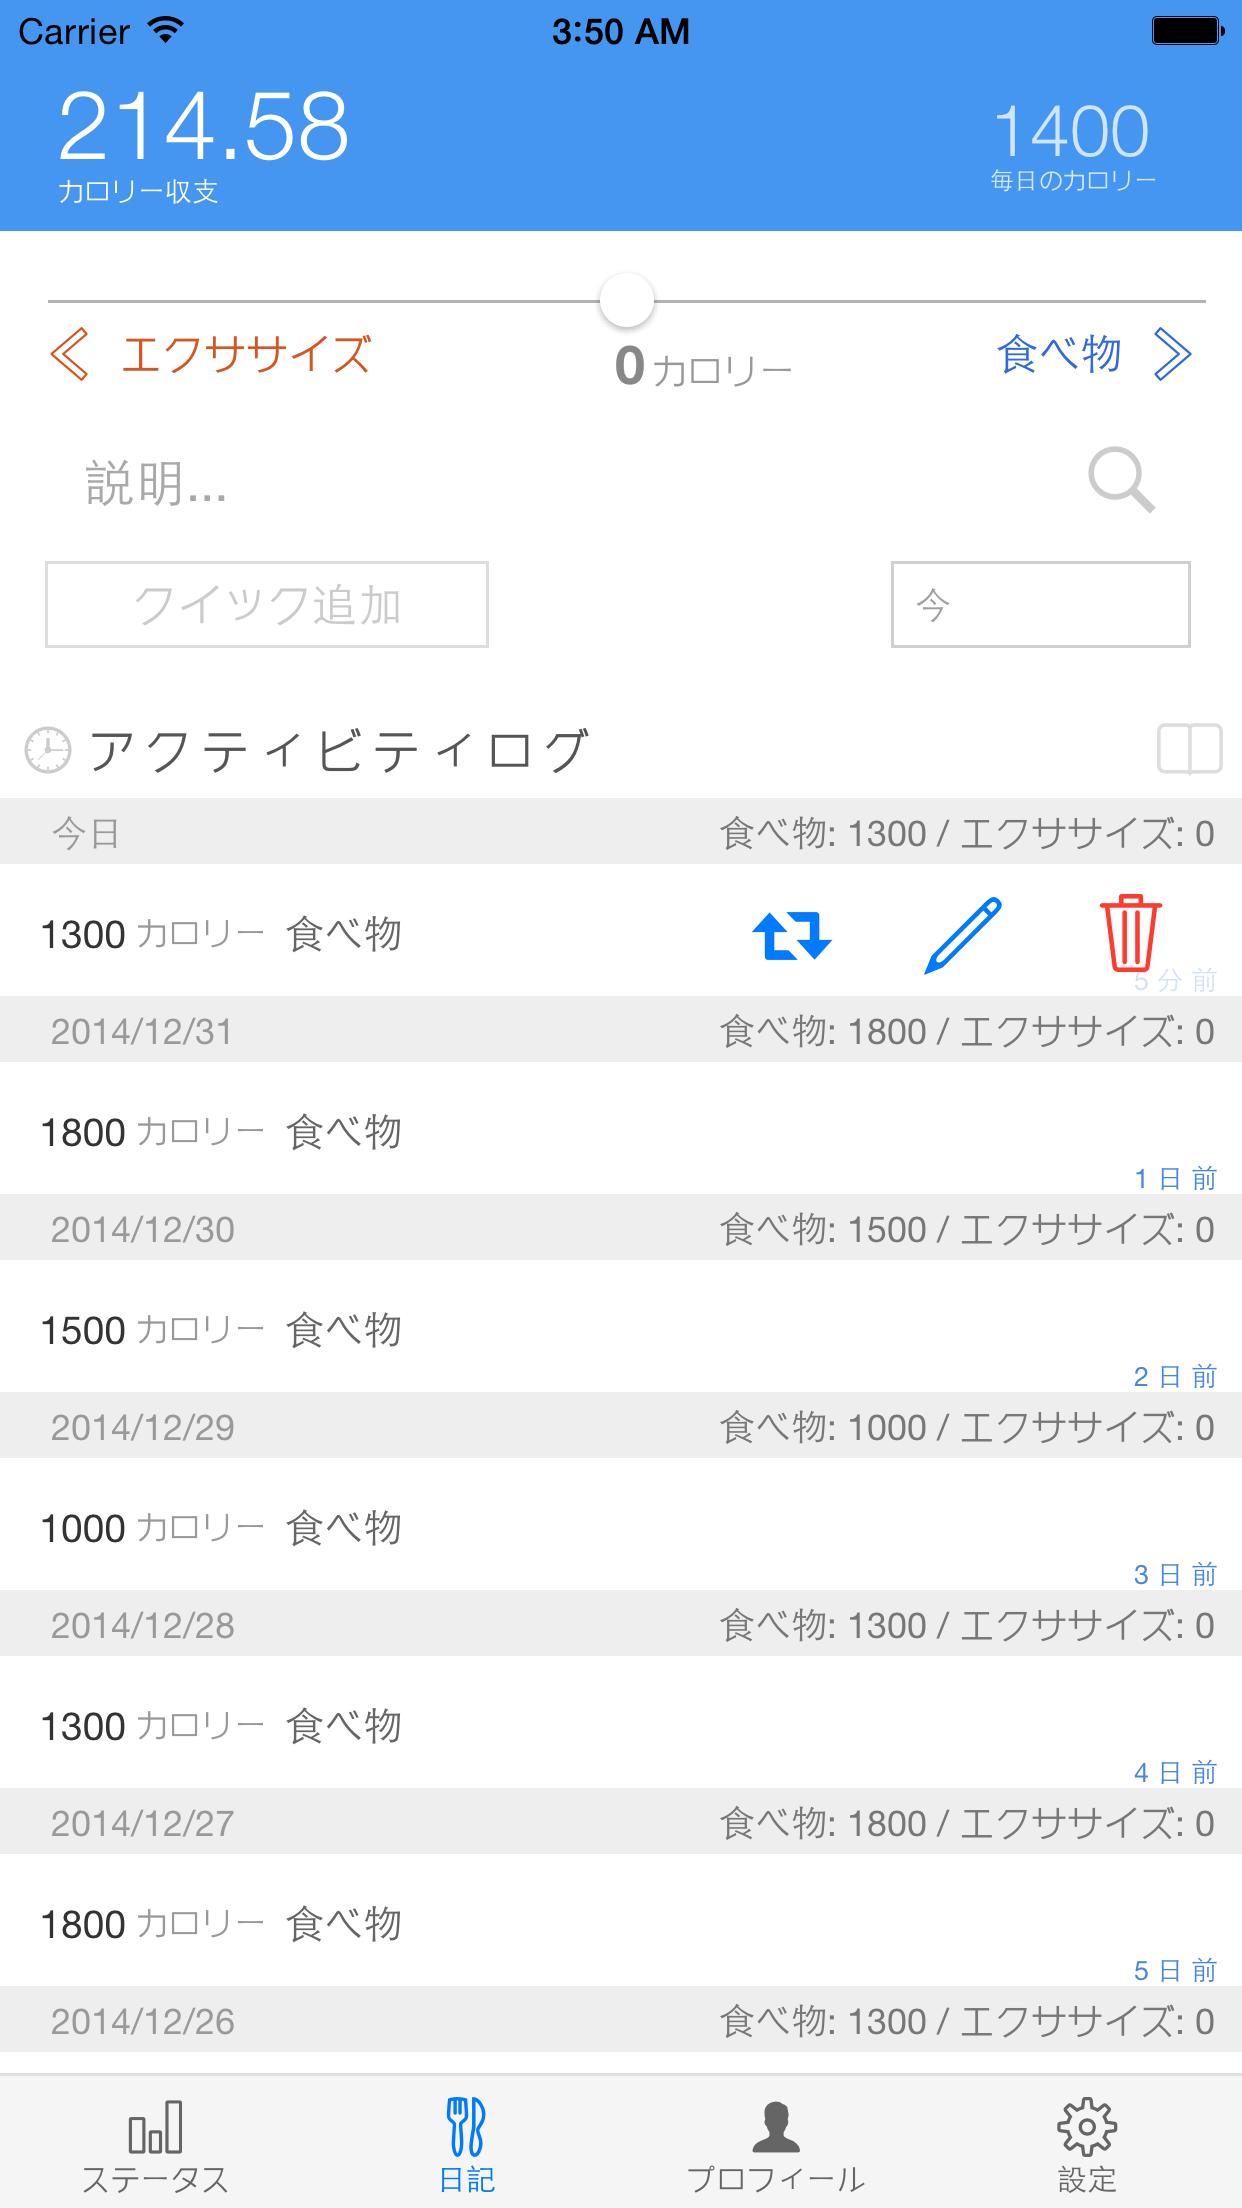 Carrier 3:50 AM
214.58 1400
カロリー収支 毎日のカロリー
エクササイズ 0 カロリー 食べ物
説明...
クイック追加 今
アクティビティログ
今日 食べ物: 1300 / エクササイズ: 0
1300 カロリー 食べ物
5 分 前
2014/12/31 食べ物: 1800 / エクササイズ: 0
1800 カロリー 食べ物
1 日 前
2014/12/30 食べ物: 1500 / エクササイズ: 0
1500 カロリー 食べ物
2 日 前
2014/12/29 食べ物: 1000 / エクササイズ: 0
1000 カロリー 食べ物
3 日 前
2014/12/28 食べ物: 1300 / エクササイズ: 0
1300 カロリー 食べ物
4 日 前
2014/12/27 食べ物: 1800 / エクササイズ: 0
1800 カロリー 食べ物
5 日 前
2014/12/26 食べ物: 1300 / エクササイズ: 0
ステータス 日記 プロフィール 設定